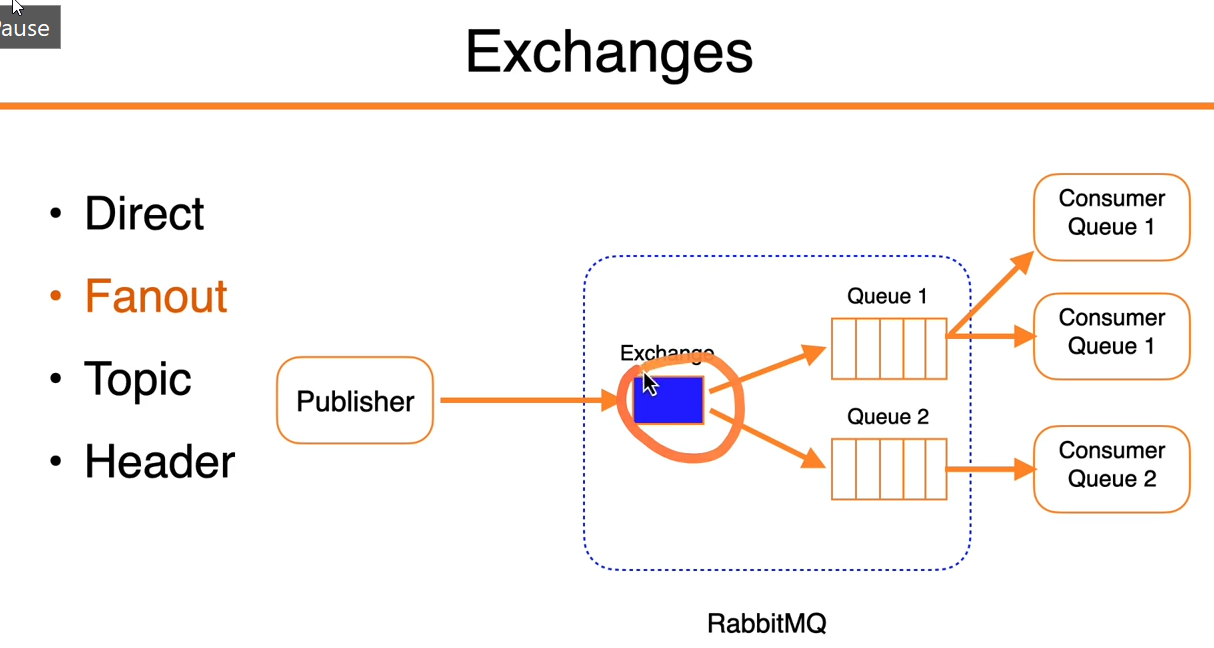 ause
Exchanges
• Direct
• Fanout
• Topic
• Header
Publisher
Exchange
Queue 1
Queue 2
Consumer
Queue 1
Consumer
Queue 1
Consumer
Queue 2
RabbitMQ